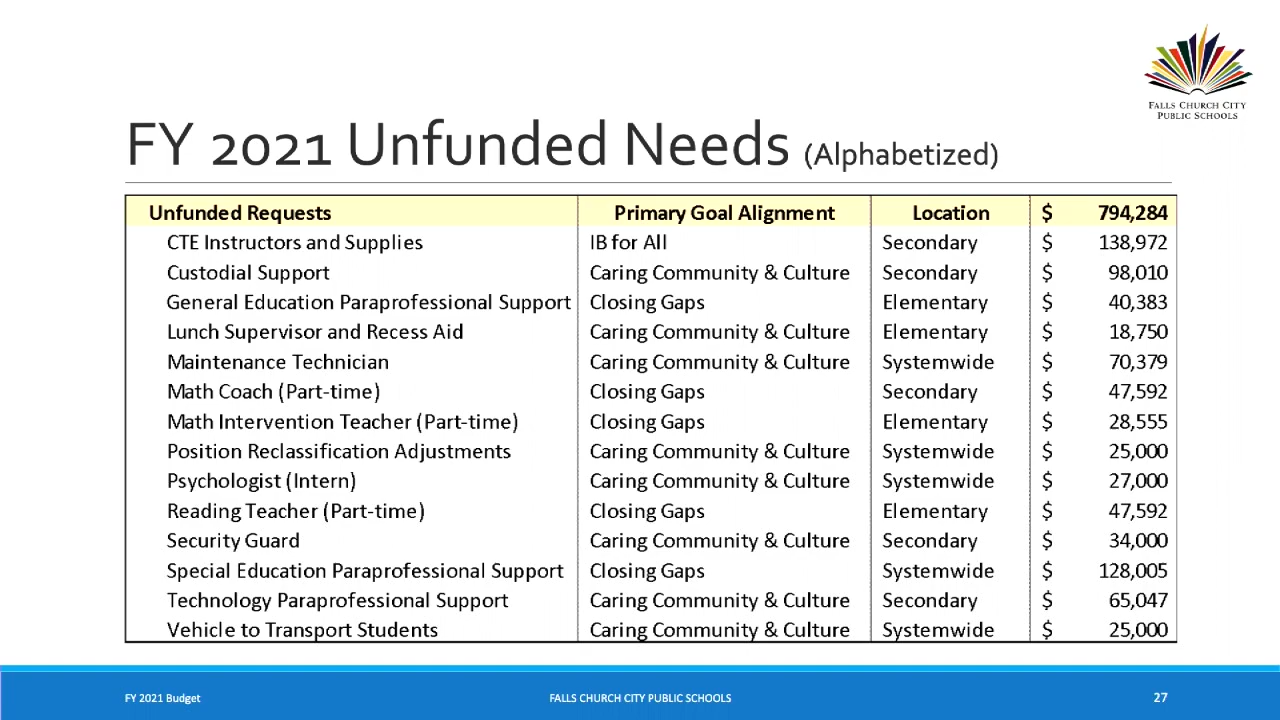 FALLS CHURCH CITY
PUBLIC SCHOOLS
FY 2021 Unfunded Needs (Alphabetized)
Unfunded Requests Primary Goal Alignment Location $ 794,284
CTE Instructors and Supplies IB for All Secondary $ 138,972
Custodial Support Caring Community & Culture Secondary $ 98,010
General Education Paraprofessional Support Closing Gaps Elementary $ 40,383
Lunch Supervisor and Recess Aid Caring Community & Culture Elementary $ 18,750
Maintenance Technician Caring Community & Culture Systemwide $ 70,379
Math Coach (Part-time) Closing Gaps Secondary $ 47,592
Math Intervention Teacher (Part-time) Closing Gaps Elementary $ 28,555
Position Reclassification Adjustments Caring Community & Culture Systemwide $ 25,000
Psychologist (Intern) Caring Community & Culture Systemwide $ 27,000
Reading Teacher (Part-time) Closing Gaps Elementary $ 47,592
Security Guard Caring Community & Culture Secondary $ 34,000
Special Education Paraprofessional Support Closing Gaps Systemwide $ 128,005
Technology Paraprofessional Support Caring Community & Culture Secondary $ 65,047
Vehicle to Transport Students Caring Community & Culture Systemwide $ 25,000
FY 2021 Budget FALLS CHURCH CITY PUBLIC SCHOOLS 27